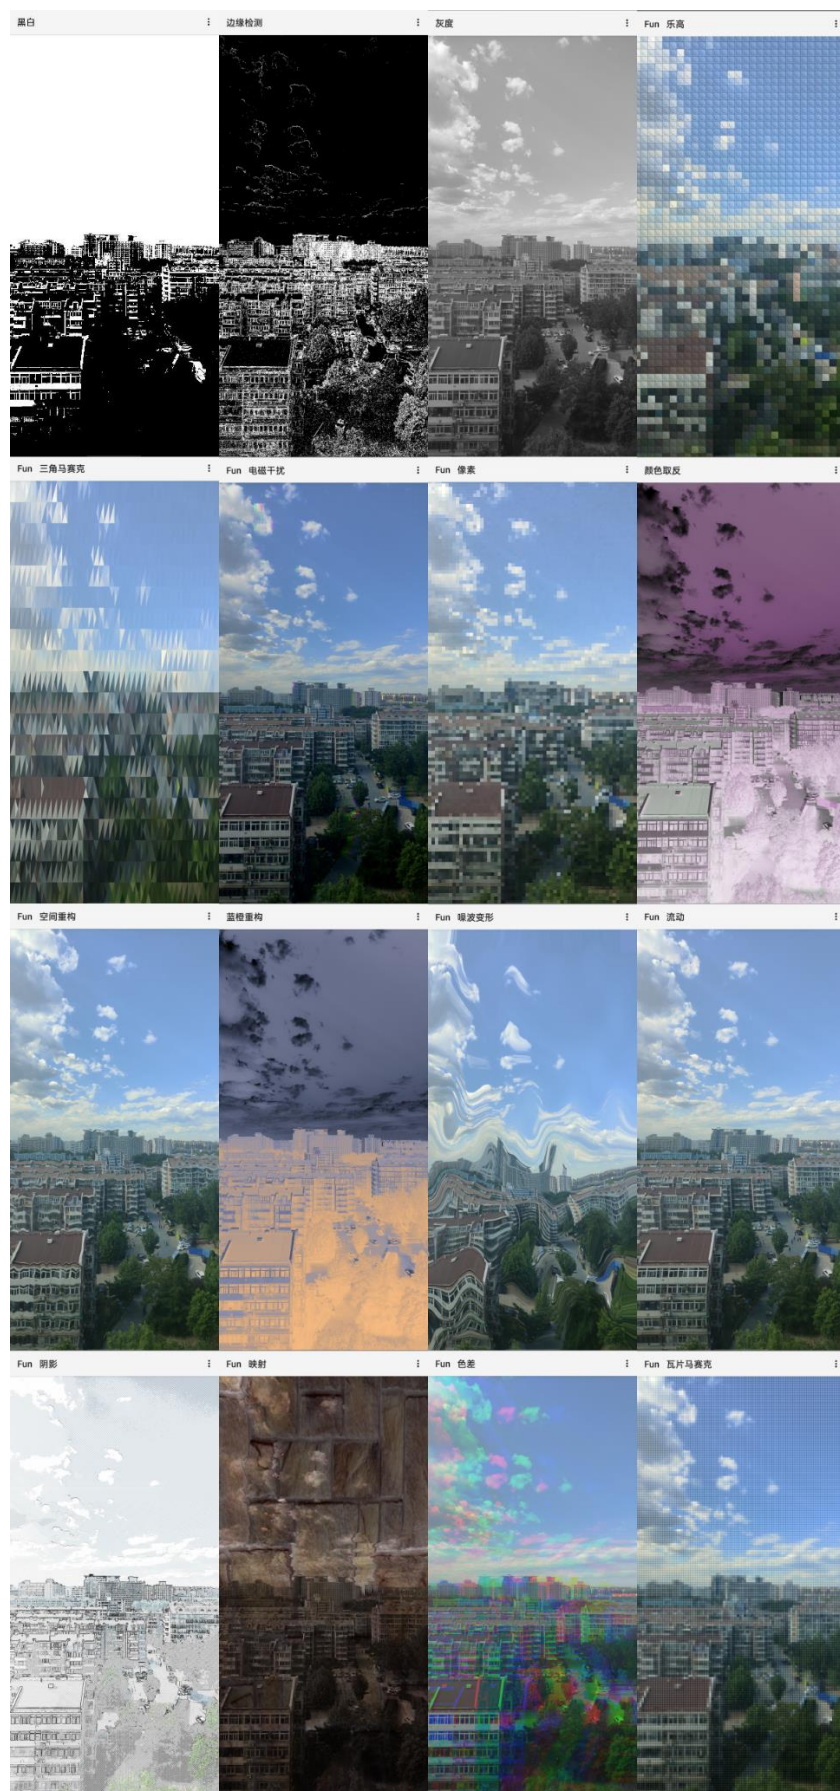 黑白
边缘检测
灰度
Fun 乐高
Fun 三角马赛克
Fun 电磁干扰
Fun 像素
颜色取反
Fun 空间重构
蓝橙重构
Fun 噪波变形
Fun 流动
Fun 阴影
Fun 映射
Fun 色差
Fun 瓦片马赛克